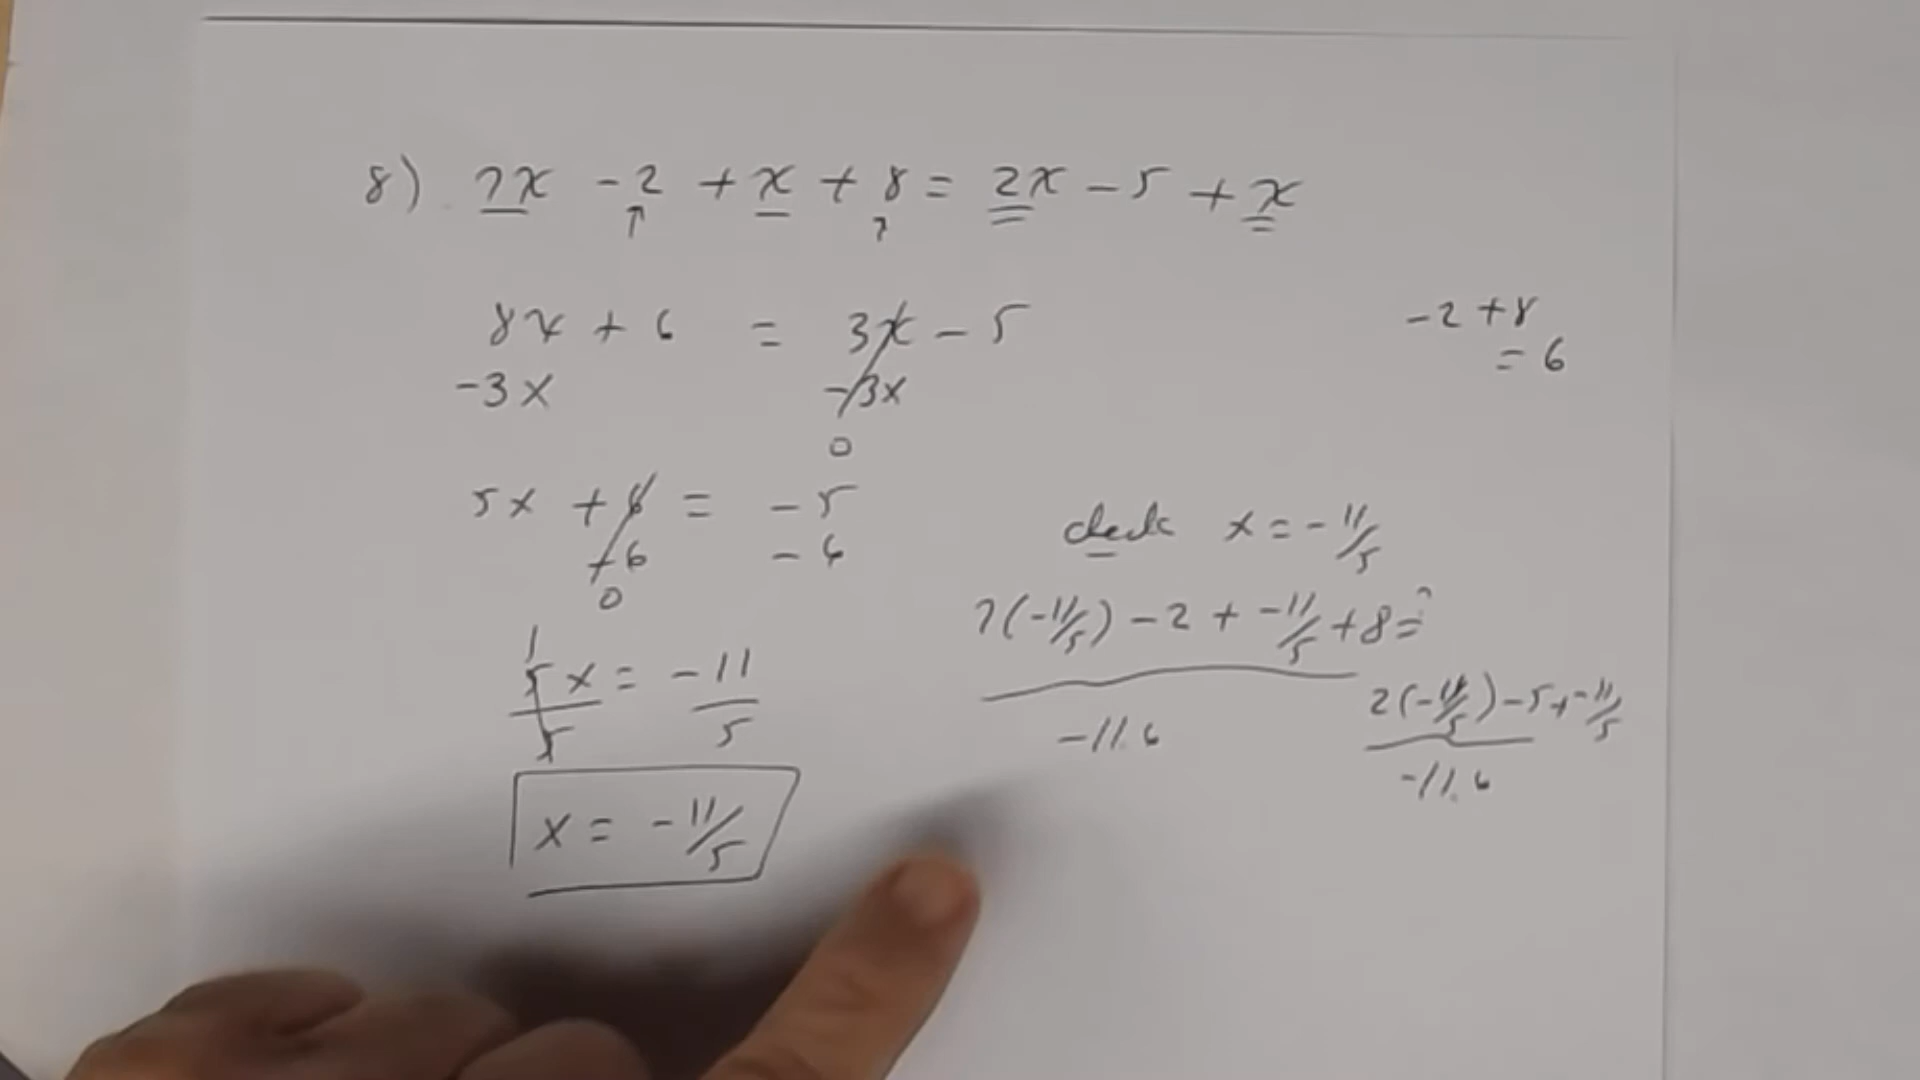 8) 7x - 2 + x + 8 = 2x - 5 + x
8x + 6 = 3x - 5
-3x -3x
0
-2 + 8
= 6
5x + 6 = -5
+6 -6
0
1
5x = -11
5 5
x = -11/5
check x = -11/5
7(-11/5) - 2 + -11/5 + 8 =?
2(-11/5) - 5 + -11/5
-11.6
-11.6